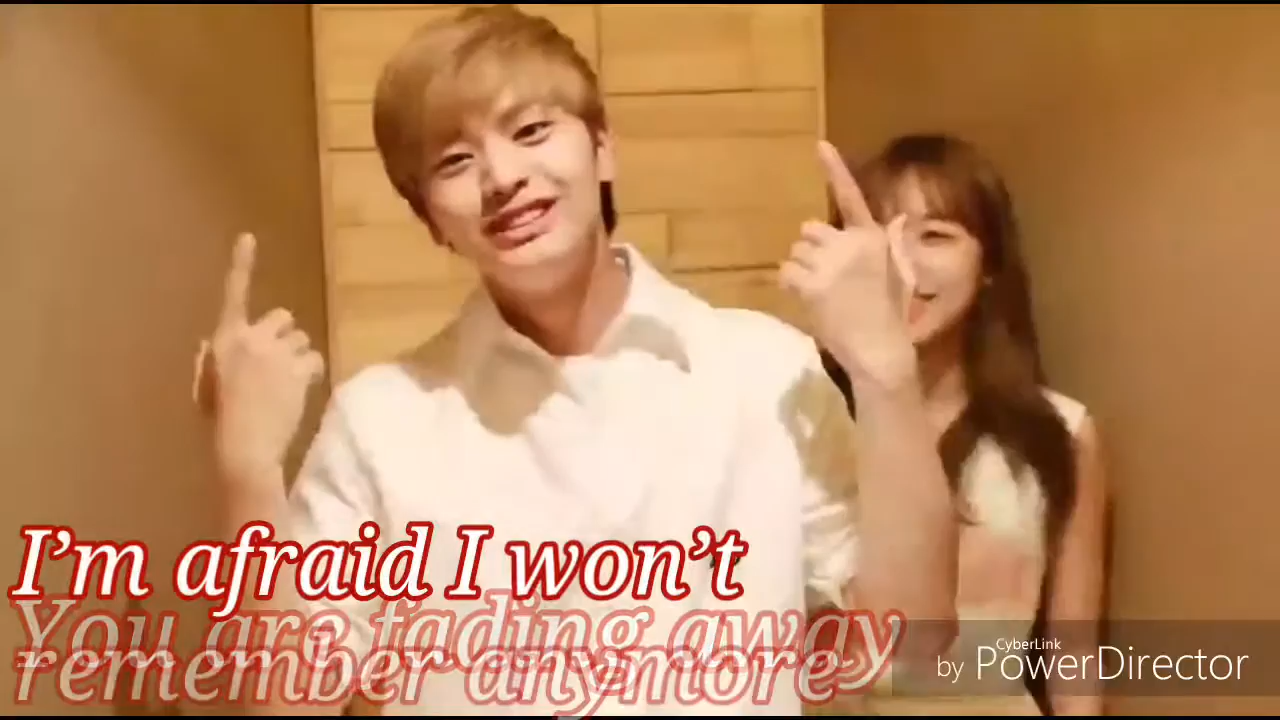 I'm afraid I won't
You are fading away
remember anymore
CyberLink
by PowerDirector